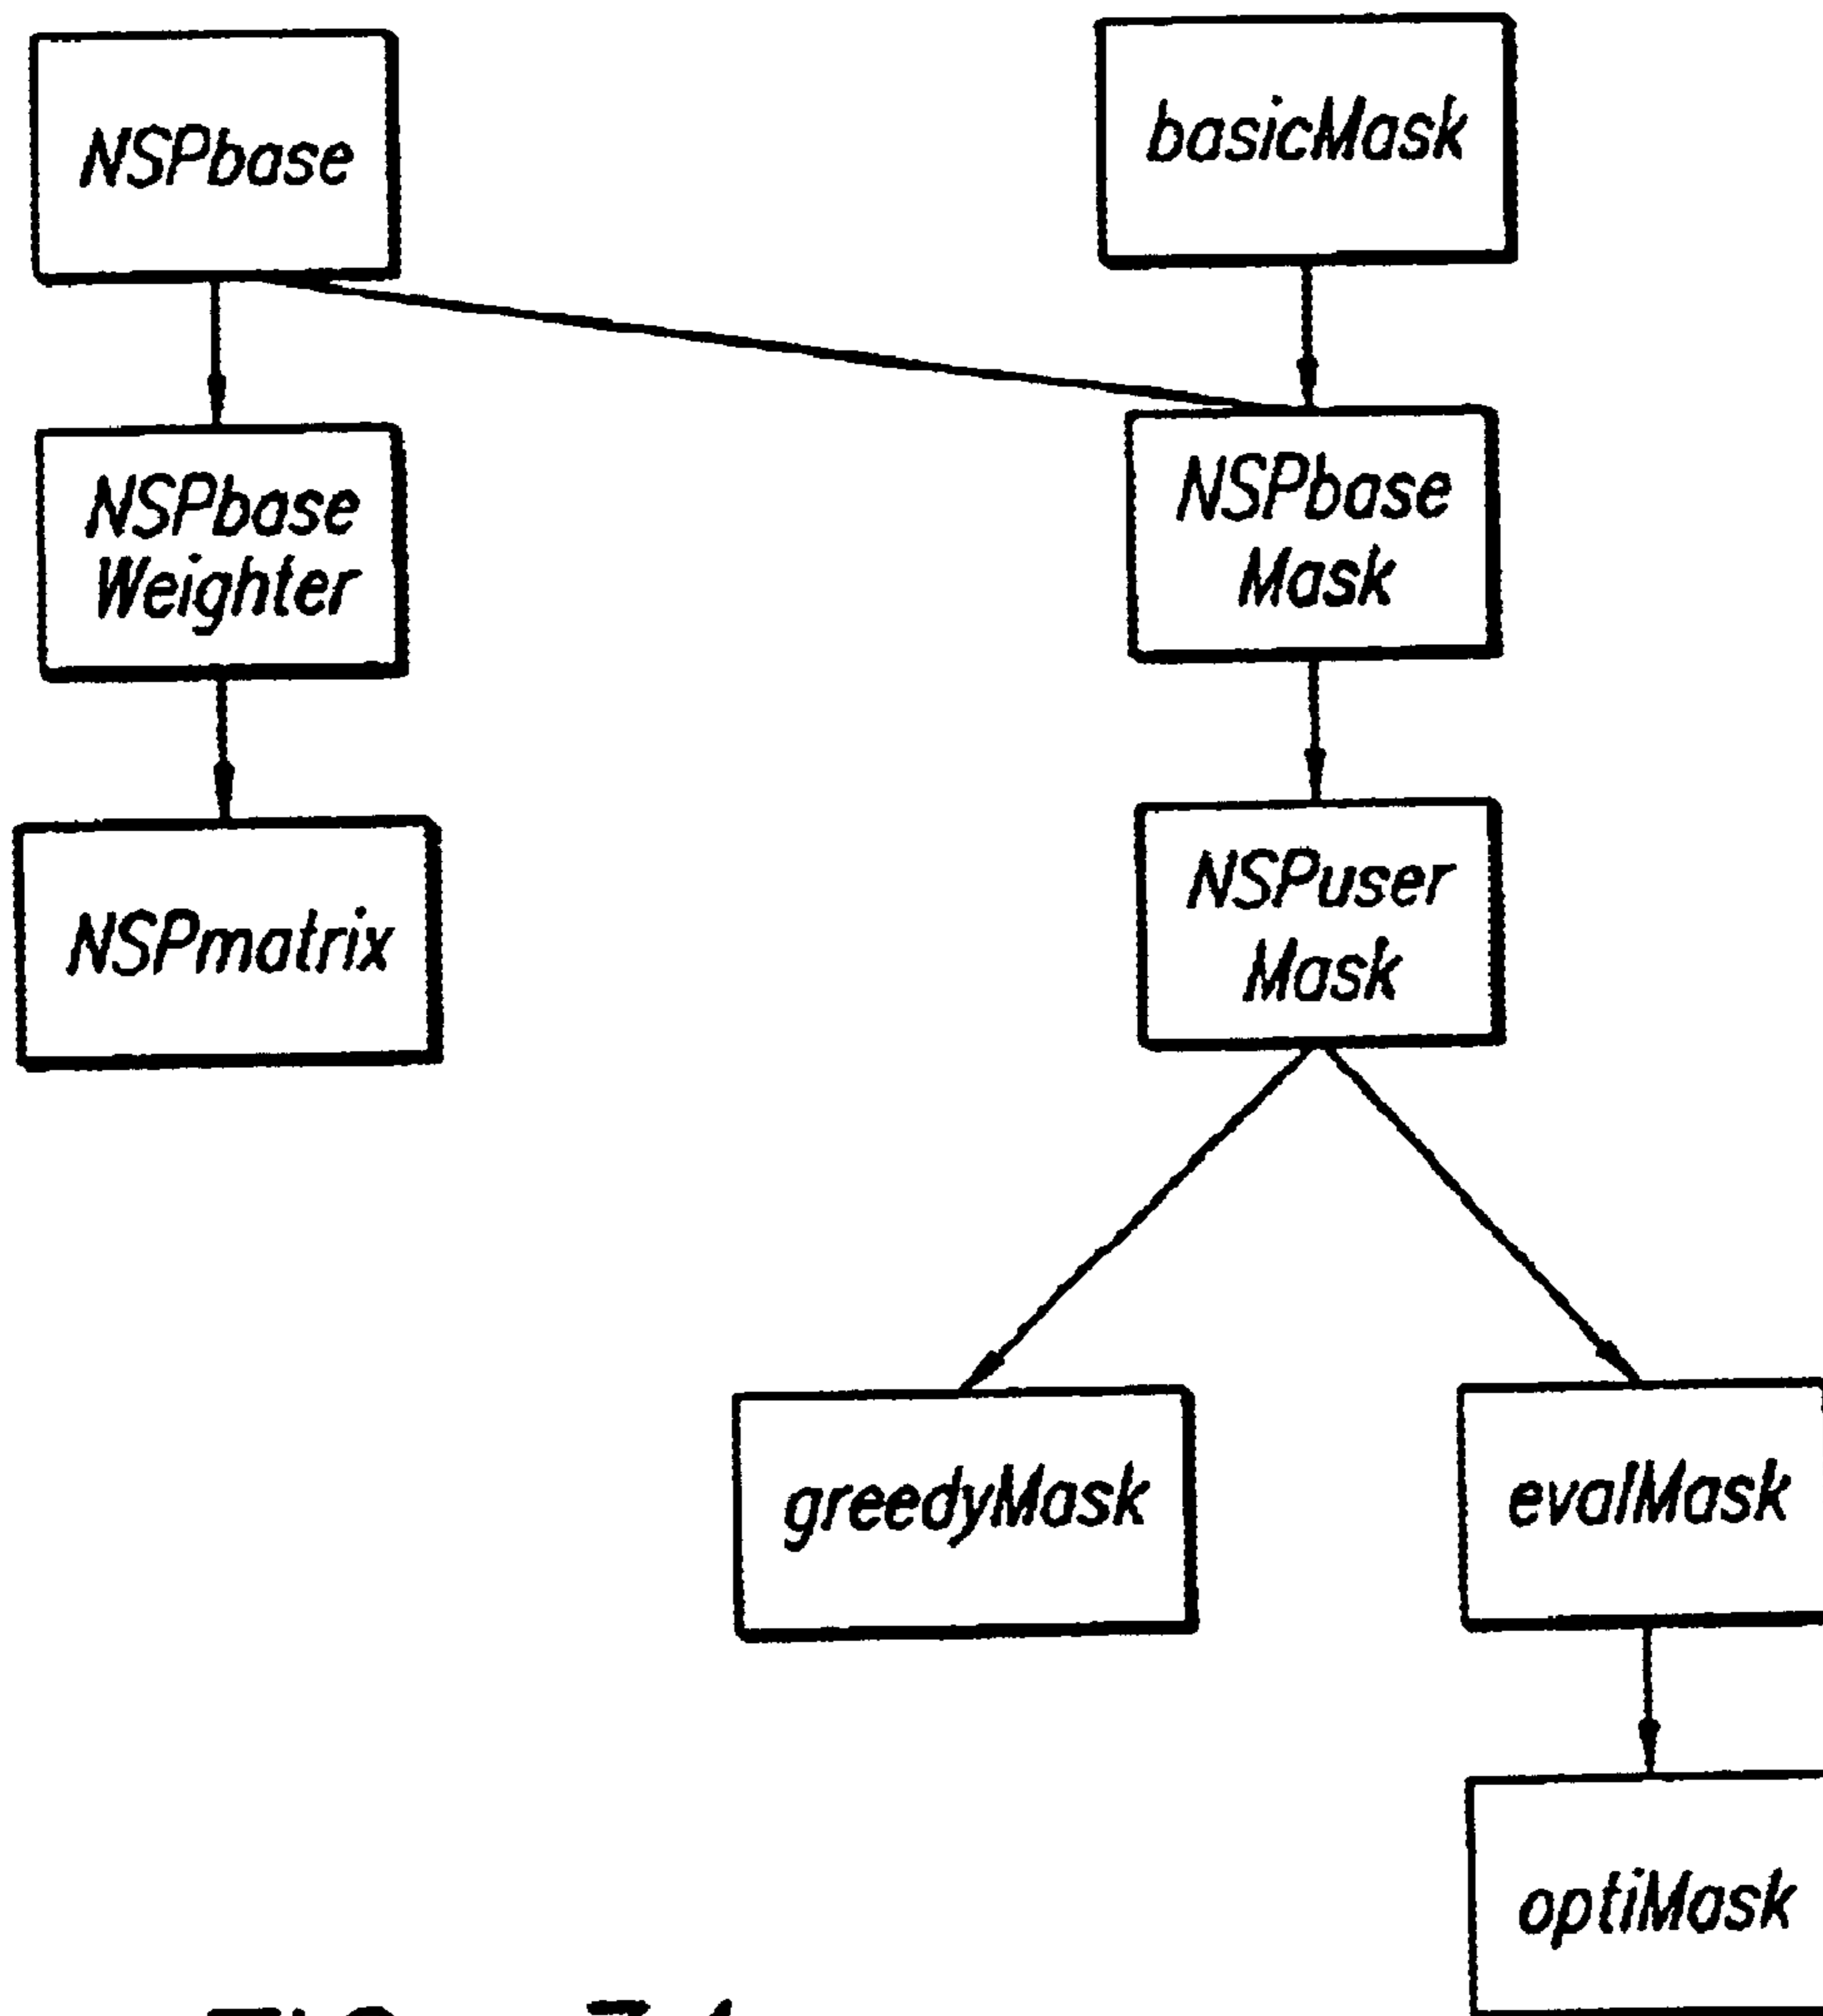 NSPbase
basicMask
NSPbase
Weighter
NSPbase
Mask
NSPmatrix
NSPuser
Mask
greedyMask
evalMask
optiMask